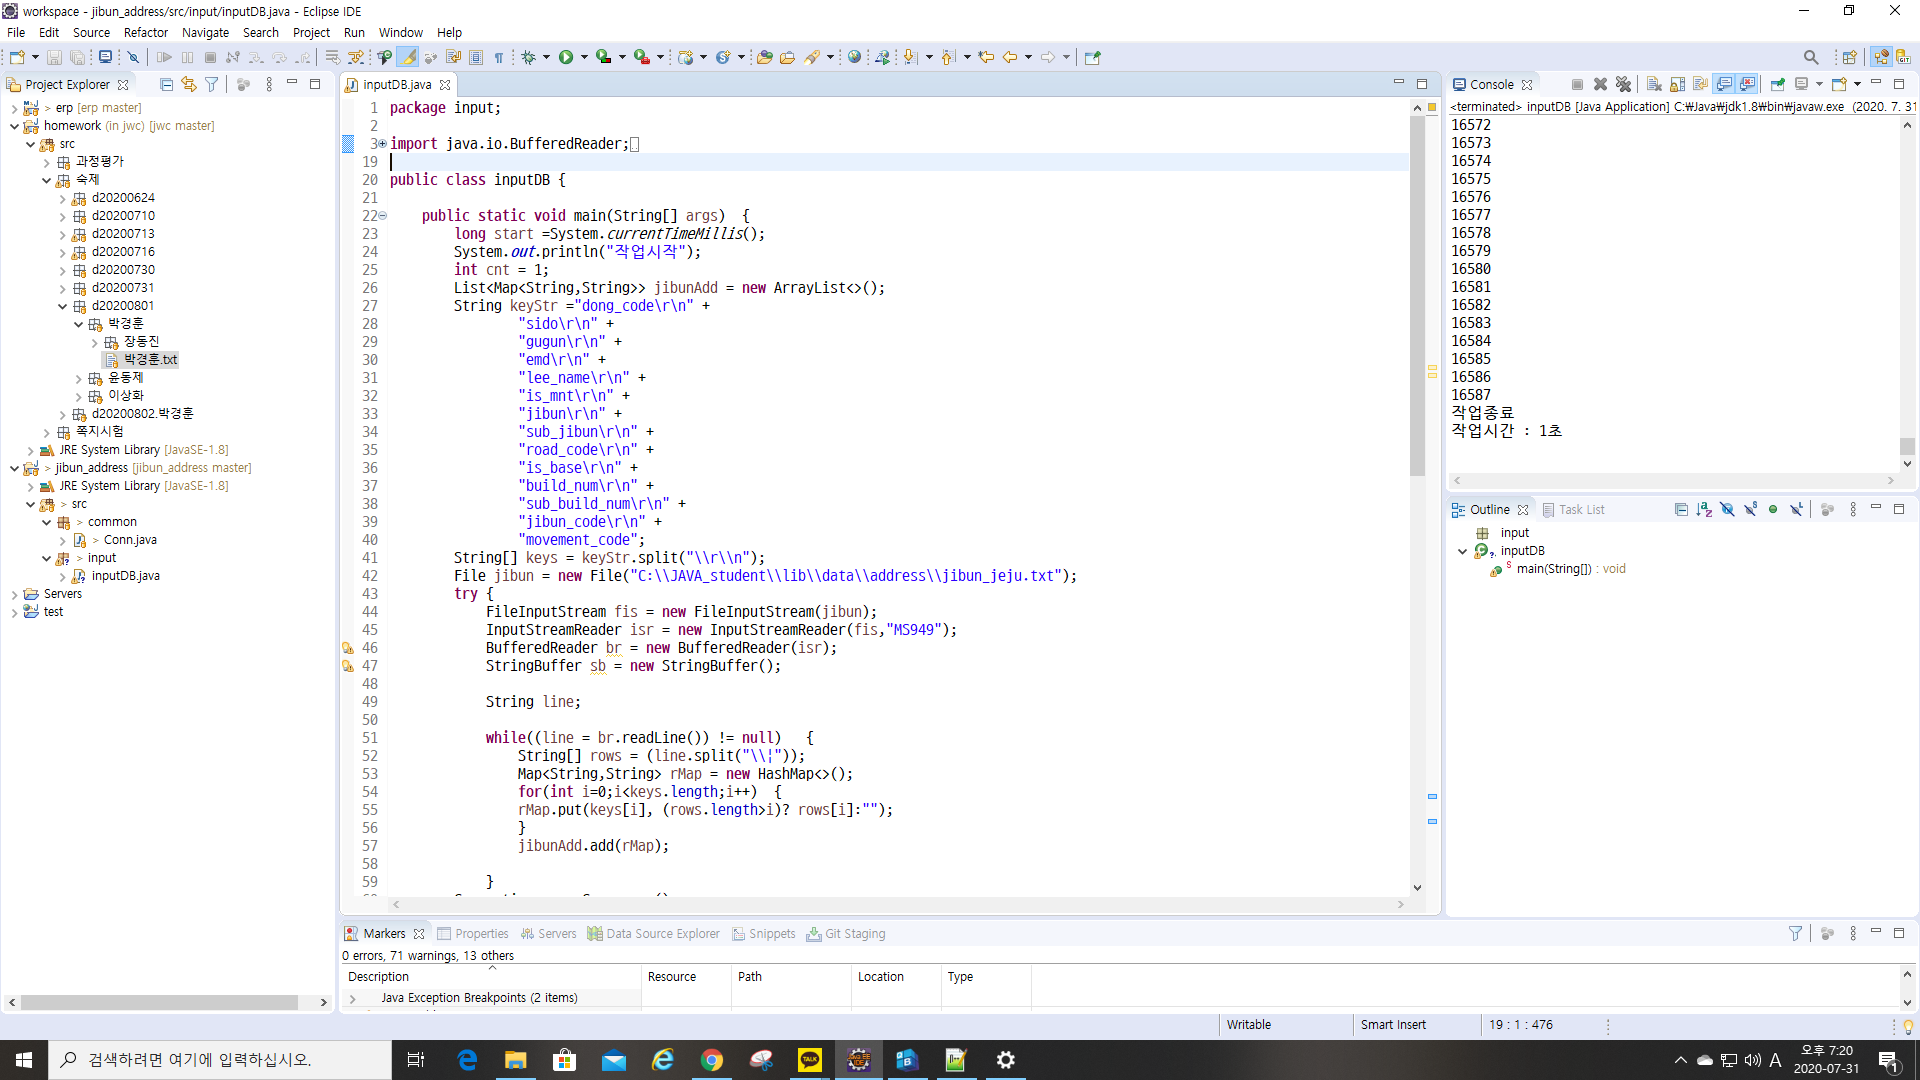 workspace - jibun_address/src/input/inputDB.java - Eclipse IDE
File Edit Source Refactor Navigate Search Project Run Window Help
Project Explorer
> erp [erp master]
homework (in jwc) [jwc master]
src
과정평가
숙제
d20200624
d20200710
d20200713
d20200716
d20200730
d20200731
d20200801
박경훈
장동진
박경훈.txt
윤동제
이상화
d20200802.박경훈
쪽지시험
JRE System Library [JavaSE-1.8]
> jibun_address [jibun_address master]
JRE System Library [JavaSE-1.8]
> src
> common
> Conn.java
> input
inputDB.java
Servers
test
inputDB.java
1 package input;
2
3 import java.io.BufferedReader;
19
20 public class inputDB {
21
22 public static void main(String[] args)  {
23 long start =System.currentTimeMillis();
24 System.out.println("작업시작");
25 int cnt = 1;
26 List<Map<String,String>> jibunAdd = new ArrayList<>();
27 String keyStr ="dong_code\r\n" +
28 "sido\r\n" +
29 "gugun\r\n" +
30 "emd\r\n" +
31 "lee_name\r\n" +
32 "is_mnt\r\n" +
33 "jibun\r\n" +
34 "sub_jibun\r\n" +
35 "road_code\r\n" +
36 "is_base\r\n" +
37 "build_num\r\n" +
38 "sub_build_num\r\n" +
39 "jibun_code\r\n" +
40 "movement_code";
41 String[] keys = keyStr.split("\\r\\n");
42 File jibun = new File("C:\\JAVA_student\\lib\\data\\address\\jibun_jeju.txt");
43 try {
44 FileInputStream fis = new FileInputStream(jibun);
45 InputStreamReader isr = new InputStreamReader(fis,"MS949");
46 BufferedReader br = new BufferedReader(isr);
47 StringBuffer sb = new StringBuffer();
48
49 String line;
50
51 while((line = br.readLine()) != null)   {
52 String[] rows = (line.split("\\¦"));
53 Map<String,String> rMap = new HashMap<>();
54 for(int i=0;i<keys.length;i++)  {
55 rMap.put(keys[i], (rows.length>i)? rows[i]:"");
56 }
57 jibunAdd.add(rMap);
58
59 }
Console
<terminated> inputDB [Java Application] C:₩Java₩jdk1.8₩bin₩javaw.exe  (2020. 7. 31
16572
16573
16574
16575
16576
16577
16578
16579
16580
16581
16582
16583
16584
16585
16586
16587
작업종료
작업시간 : 1초
Outline Task List
input
inputDB
main(String[]) : void
Markers Properties Servers Data Source Explorer Snippets Git Staging
0 errors, 71 warnings, 13 others
Description Resource Path Location Type
Java Exception Breakpoints (2 items)
Writable Smart Insert 19 : 1 : 476
검색하려면 여기에 입력하십시오.
A
오후 7:20
2020-07-31
1